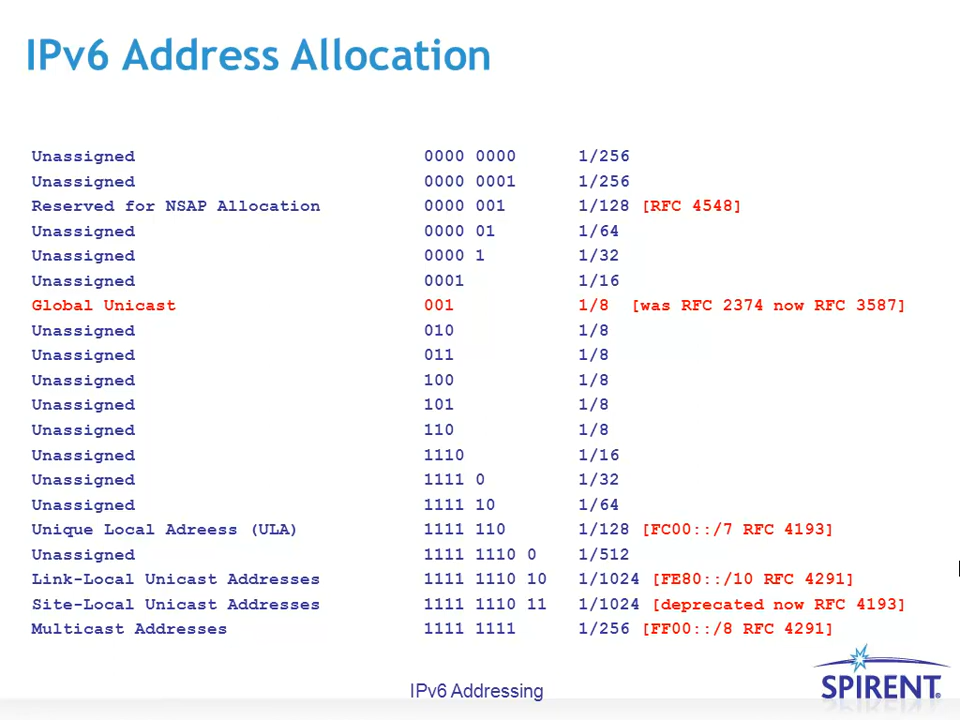 IPv6 Address Allocation
Unassigned 0000 0000 1/256
Unassigned 0000 0001 1/256
Reserved for NSAP Allocation 0000 001 1/128 [RFC 4548]
Unassigned 0000 01 1/64
Unassigned 0000 1 1/32
Unassigned 0001 1/16
Global Unicast 001 1/8 [was RFC 2374 now RFC 3587]
Unassigned 010 1/8
Unassigned 011 1/8
Unassigned 100 1/8
Unassigned 101 1/8
Unassigned 110 1/8
Unassigned 1110 1/16
Unassigned 1111 0 1/32
Unassigned 1111 10 1/64
Unique Local Adreess (ULA) 1111 110 1/128 [FC00::/7 RFC 4193]
Unassigned 1111 1110 0 1/512
Link-Local Unicast Addresses 1111 1110 10 1/1024 [FE80::/10 RFC 4291]
Site-Local Unicast Addresses 1111 1110 11 1/1024 [deprecated now RFC 4193]
Multicast Addresses 1111 1111 1/256 [FF00::/8 RFC 4291]
IPv6 Addressing
SPIRENT®